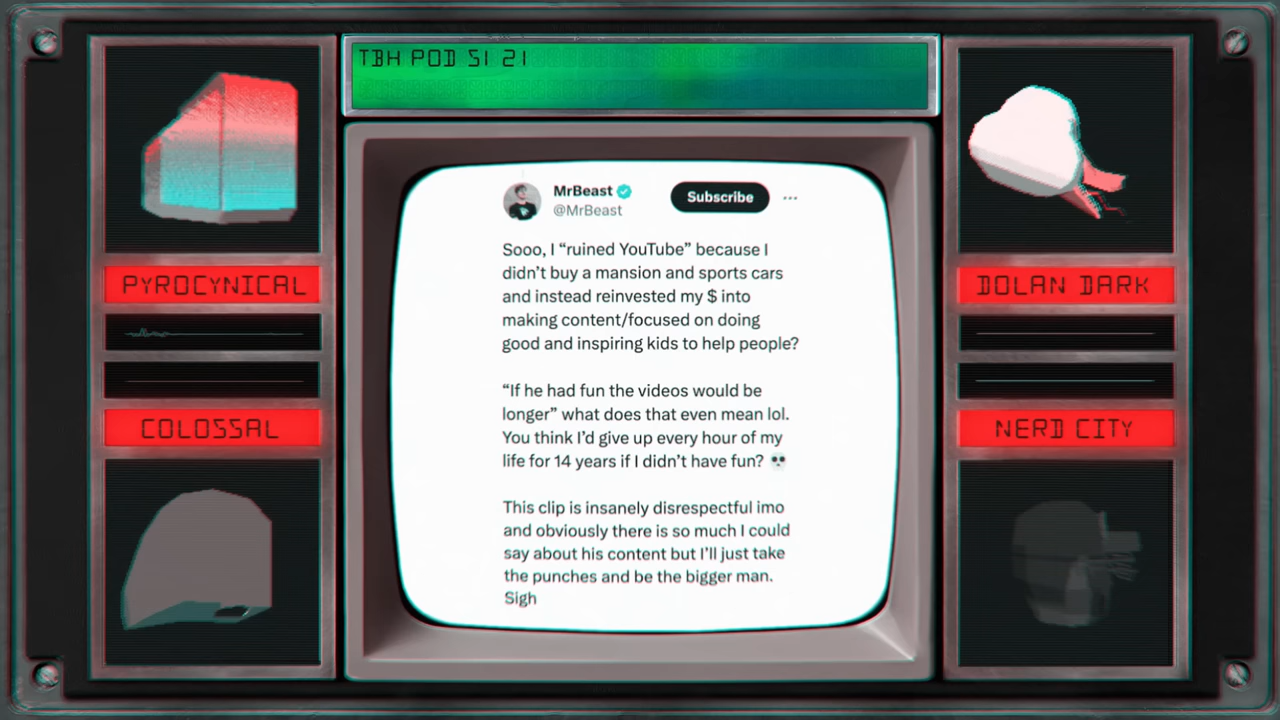 TBH POD S1 21
PYROCYNICAL
COLOSSAL
MrBeast
@MrBeast
Subscribe
Sooo, I “ruined YouTube” because I
didn’t buy a mansion and sports cars
and instead reinvested my $ into
making content/focused on doing
good and inspiring kids to help people?
“If he had fun the videos would be
longer” what does that even mean lol.
You think I’d give up every hour of my
life for 14 years if I didn’t have fun? 💀
This clip is insanely disrespectful imo
and obviously there is so much I could
say about his content but I’ll just take
the punches and be the bigger man.
Sigh
DOLAN DARK
NERD CITY